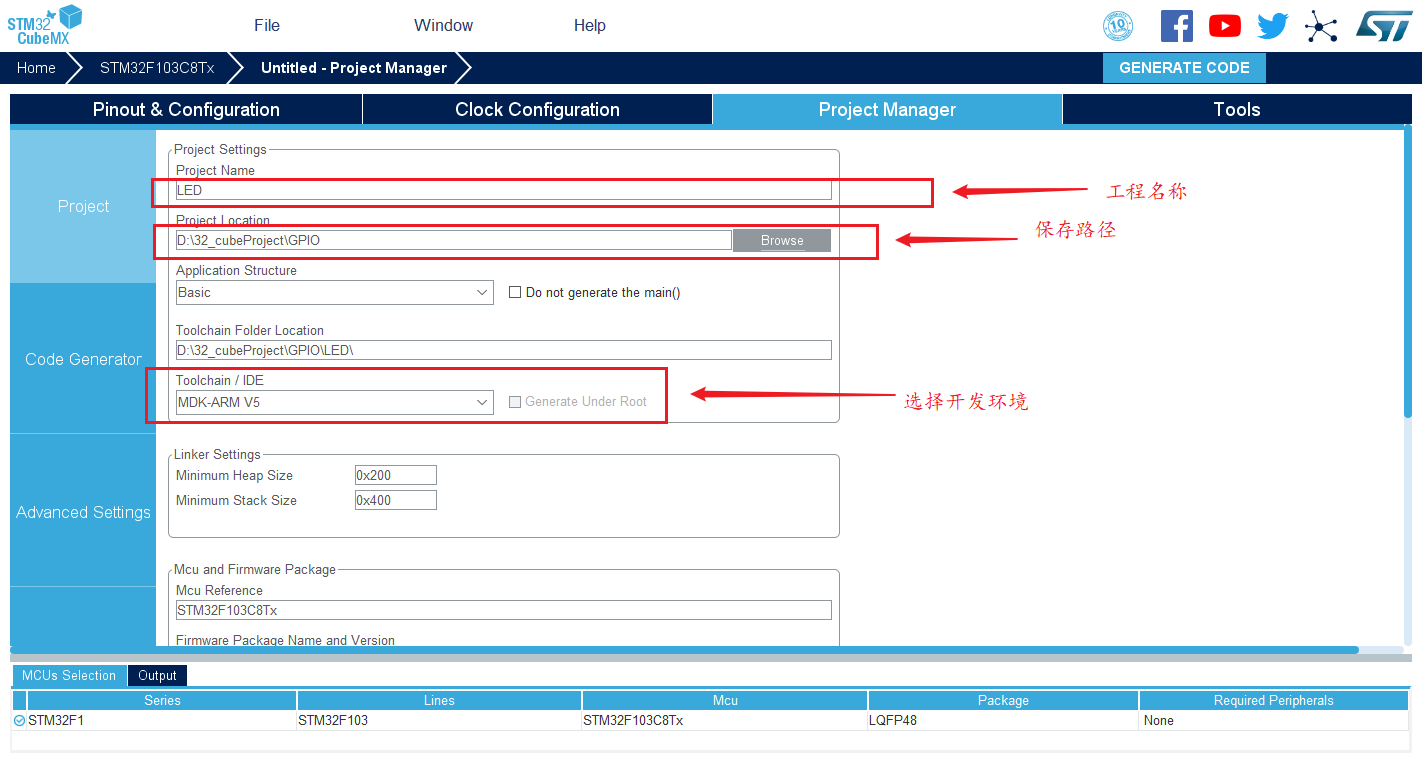 STM32
CubeMX
File
Window
Help
10
ST
Home
STM32F103C8Tx
Untitled - Project Manager
GENERATE CODE
Pinout & Configuration
Clock Configuration
Project Manager
Tools
Project
Code Generator
Advanced Settings
Project Settings
Project Name
LED
工程名称
Project Location
D:\32_cubeProject\GPIO
Browse
保存路径
Application Structure
Basic
Do not generate the main()
Toolchain Folder Location
D:\32_cubeProject\GPIO\LED\
Toolchain / IDE
MDK-ARM V5
Generate Under Root
选择开发环境
Linker Settings
Minimum Heap Size
0x200
Minimum Stack Size
0x400
Mcu and Firmware Package
Mcu Reference
STM32F103C8Tx
Firmware Package Name and Version
MCUs Selection
Output
Series
Lines
Mcu
Package
Required Peripherals
STM32F1
STM32F103
STM32F103C8Tx
LQFP48
None